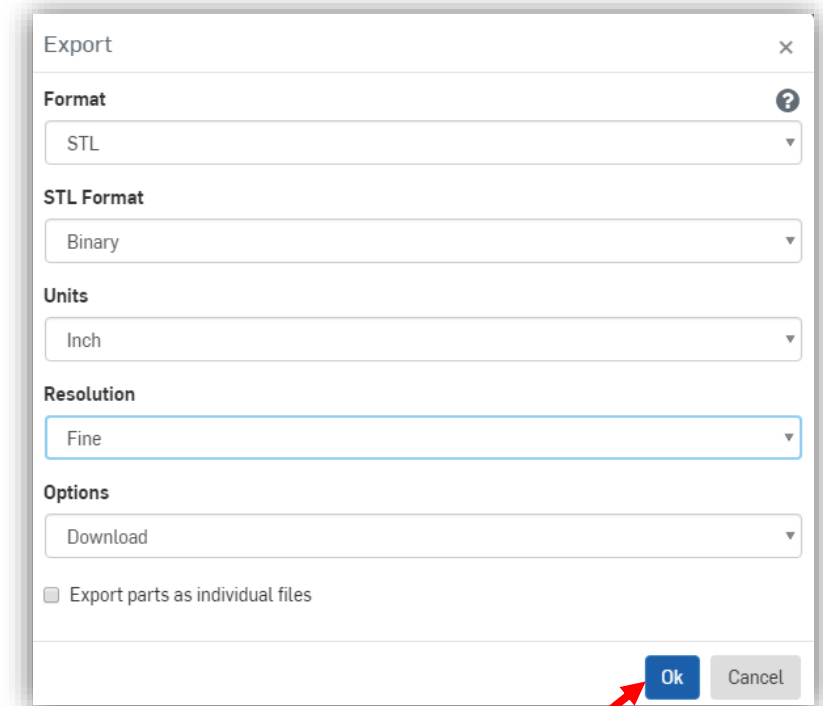 Export ×
Format ?
STL
STL Format
Binary
Units
Inch
Resolution
Fine
Options
Download
Export parts as individual files
Ok Cancel